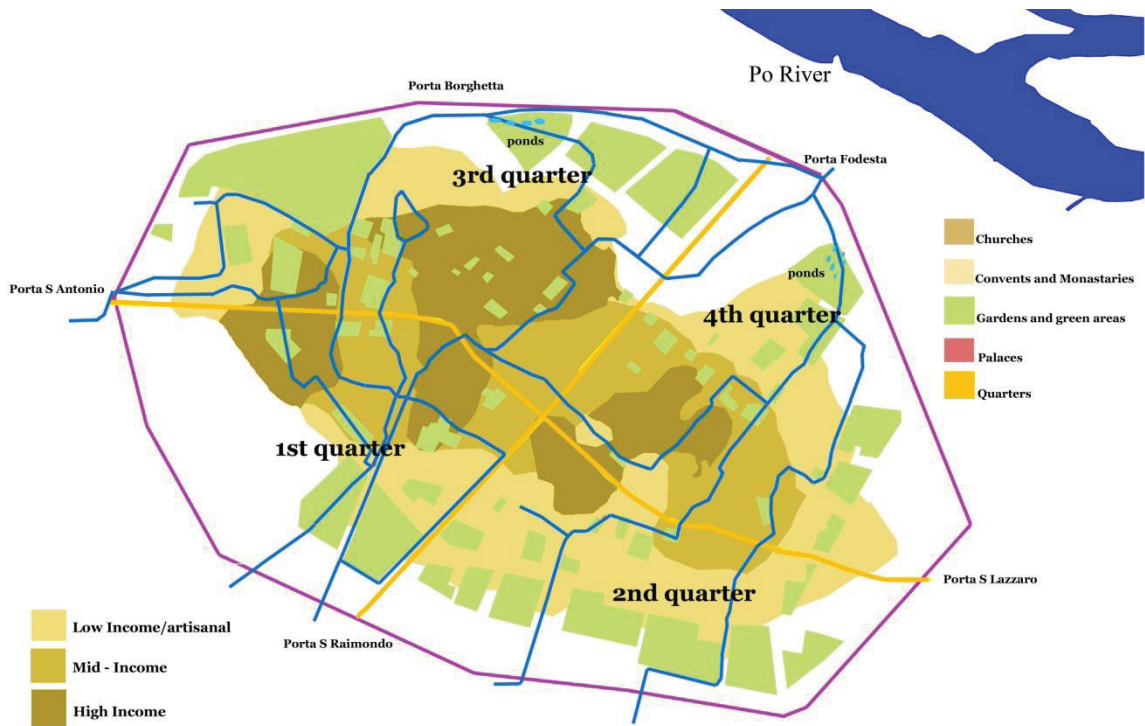 Po River
Porta Borghetta
ponds
Porta Fodesta
3rd quarter
Churches
ponds
Convents and Monastaries
Porta S Antonio
4th quarter
Gardens and green areas
Palaces
Quarters
1st quarter
Porta S Lazzaro
2nd quarter
Low Income/artisanal
Porta S Raimondo
Mid - Income
High Income